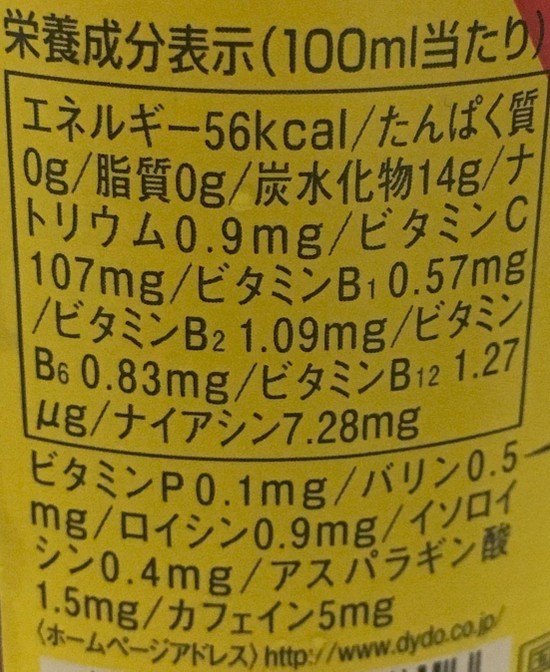 栄養成分表示(100ml当たり)
エネルギー56kcal/たんぱく質
0g/脂質0g/炭水化物14g/ナ
トリウム0.9mg/ビタミンC
107mg/ビタミンB₁ 0.57mg
/ビタミンB₂ 1.09mg/ビタミン
B₆ 0.83mg/ビタミンB₁₂ 1.27
μg/ナイアシン7.28mg
ビタミンP0.1mg/バリン0.5
mg/ロイシン0.9mg/イソロイ
シン0.4mg/アスパラギン酸
1.5mg/カフェイン5mg
〈ホームページアドレス〉http://www.dydo.co.jp/